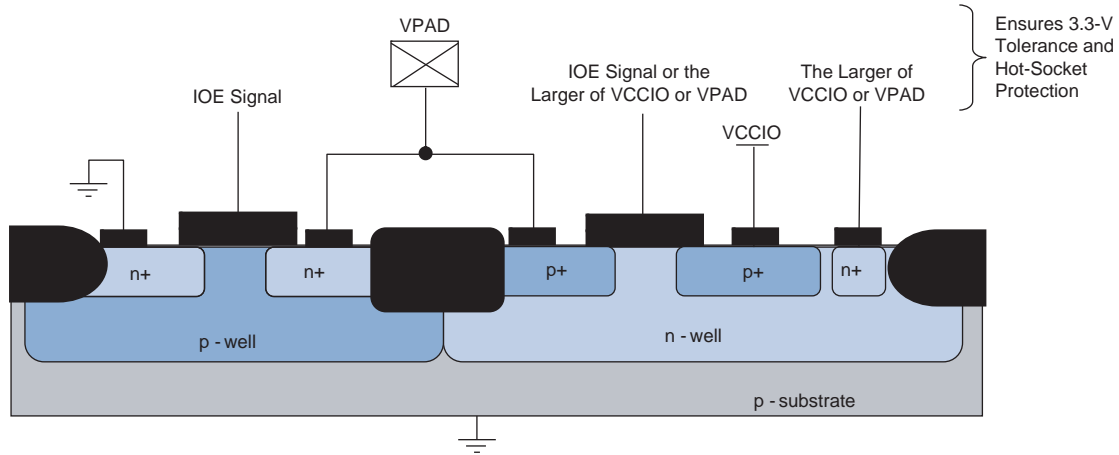 VPAD
IOE Signal
IOE Signal or the
Larger of VCCIO or VPAD
The Larger of
VCCIO or VPAD
Ensures 3.3-V
Tolerance and
Hot-Socket
Protection
VCCIO
n+
n+
p+
p+
n+
p - well
n - well
p - substrate